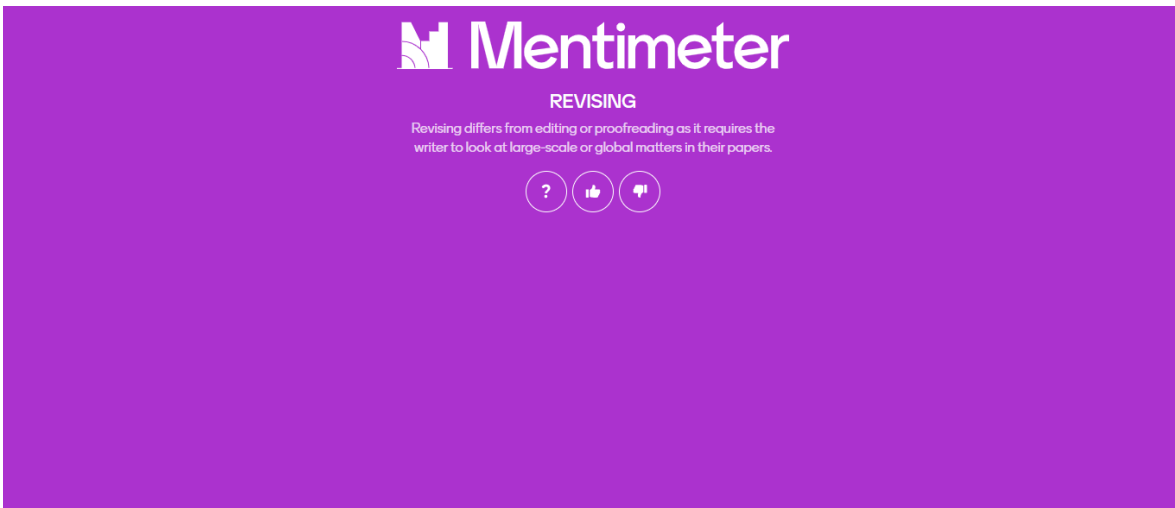 Mentimeter
REVISING
Revising differs from editing or proofreading as it requires the
writer to look at large-scale or global matters in their papers.
?